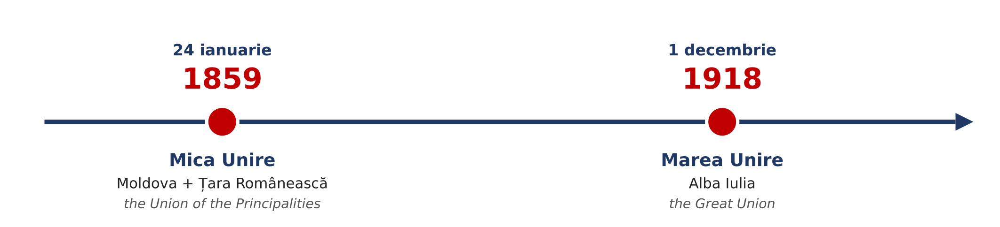 24 ianuarie
1859
Mica Unire
Moldova + Țara Românească
the Union of the Principalities
1 decembrie
1918
Marea Unire
Alba Iulia
the Great Union